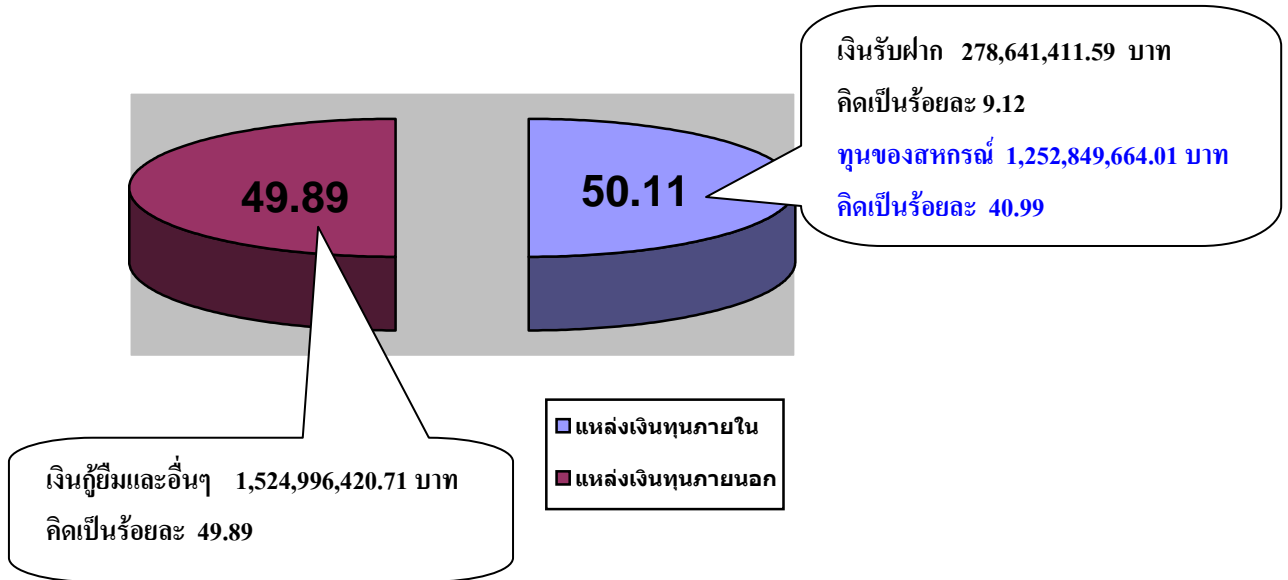 เงินรับฝาก 278,641,411.59 บาท
คิดเป็นร้อยละ 9.12
ทุนของสหกรณ์ 1,252,849,664.01 บาท
คิดเป็นร้อยละ 40.99
49.89
50.11
แหล่งเงินทุนภายใน
แหล่งเงินทุนภายนอก
เงินกู้ยืมและอื่นๆ 1,524,996,420.71 บาท
คิดเป็นร้อยละ 49.89